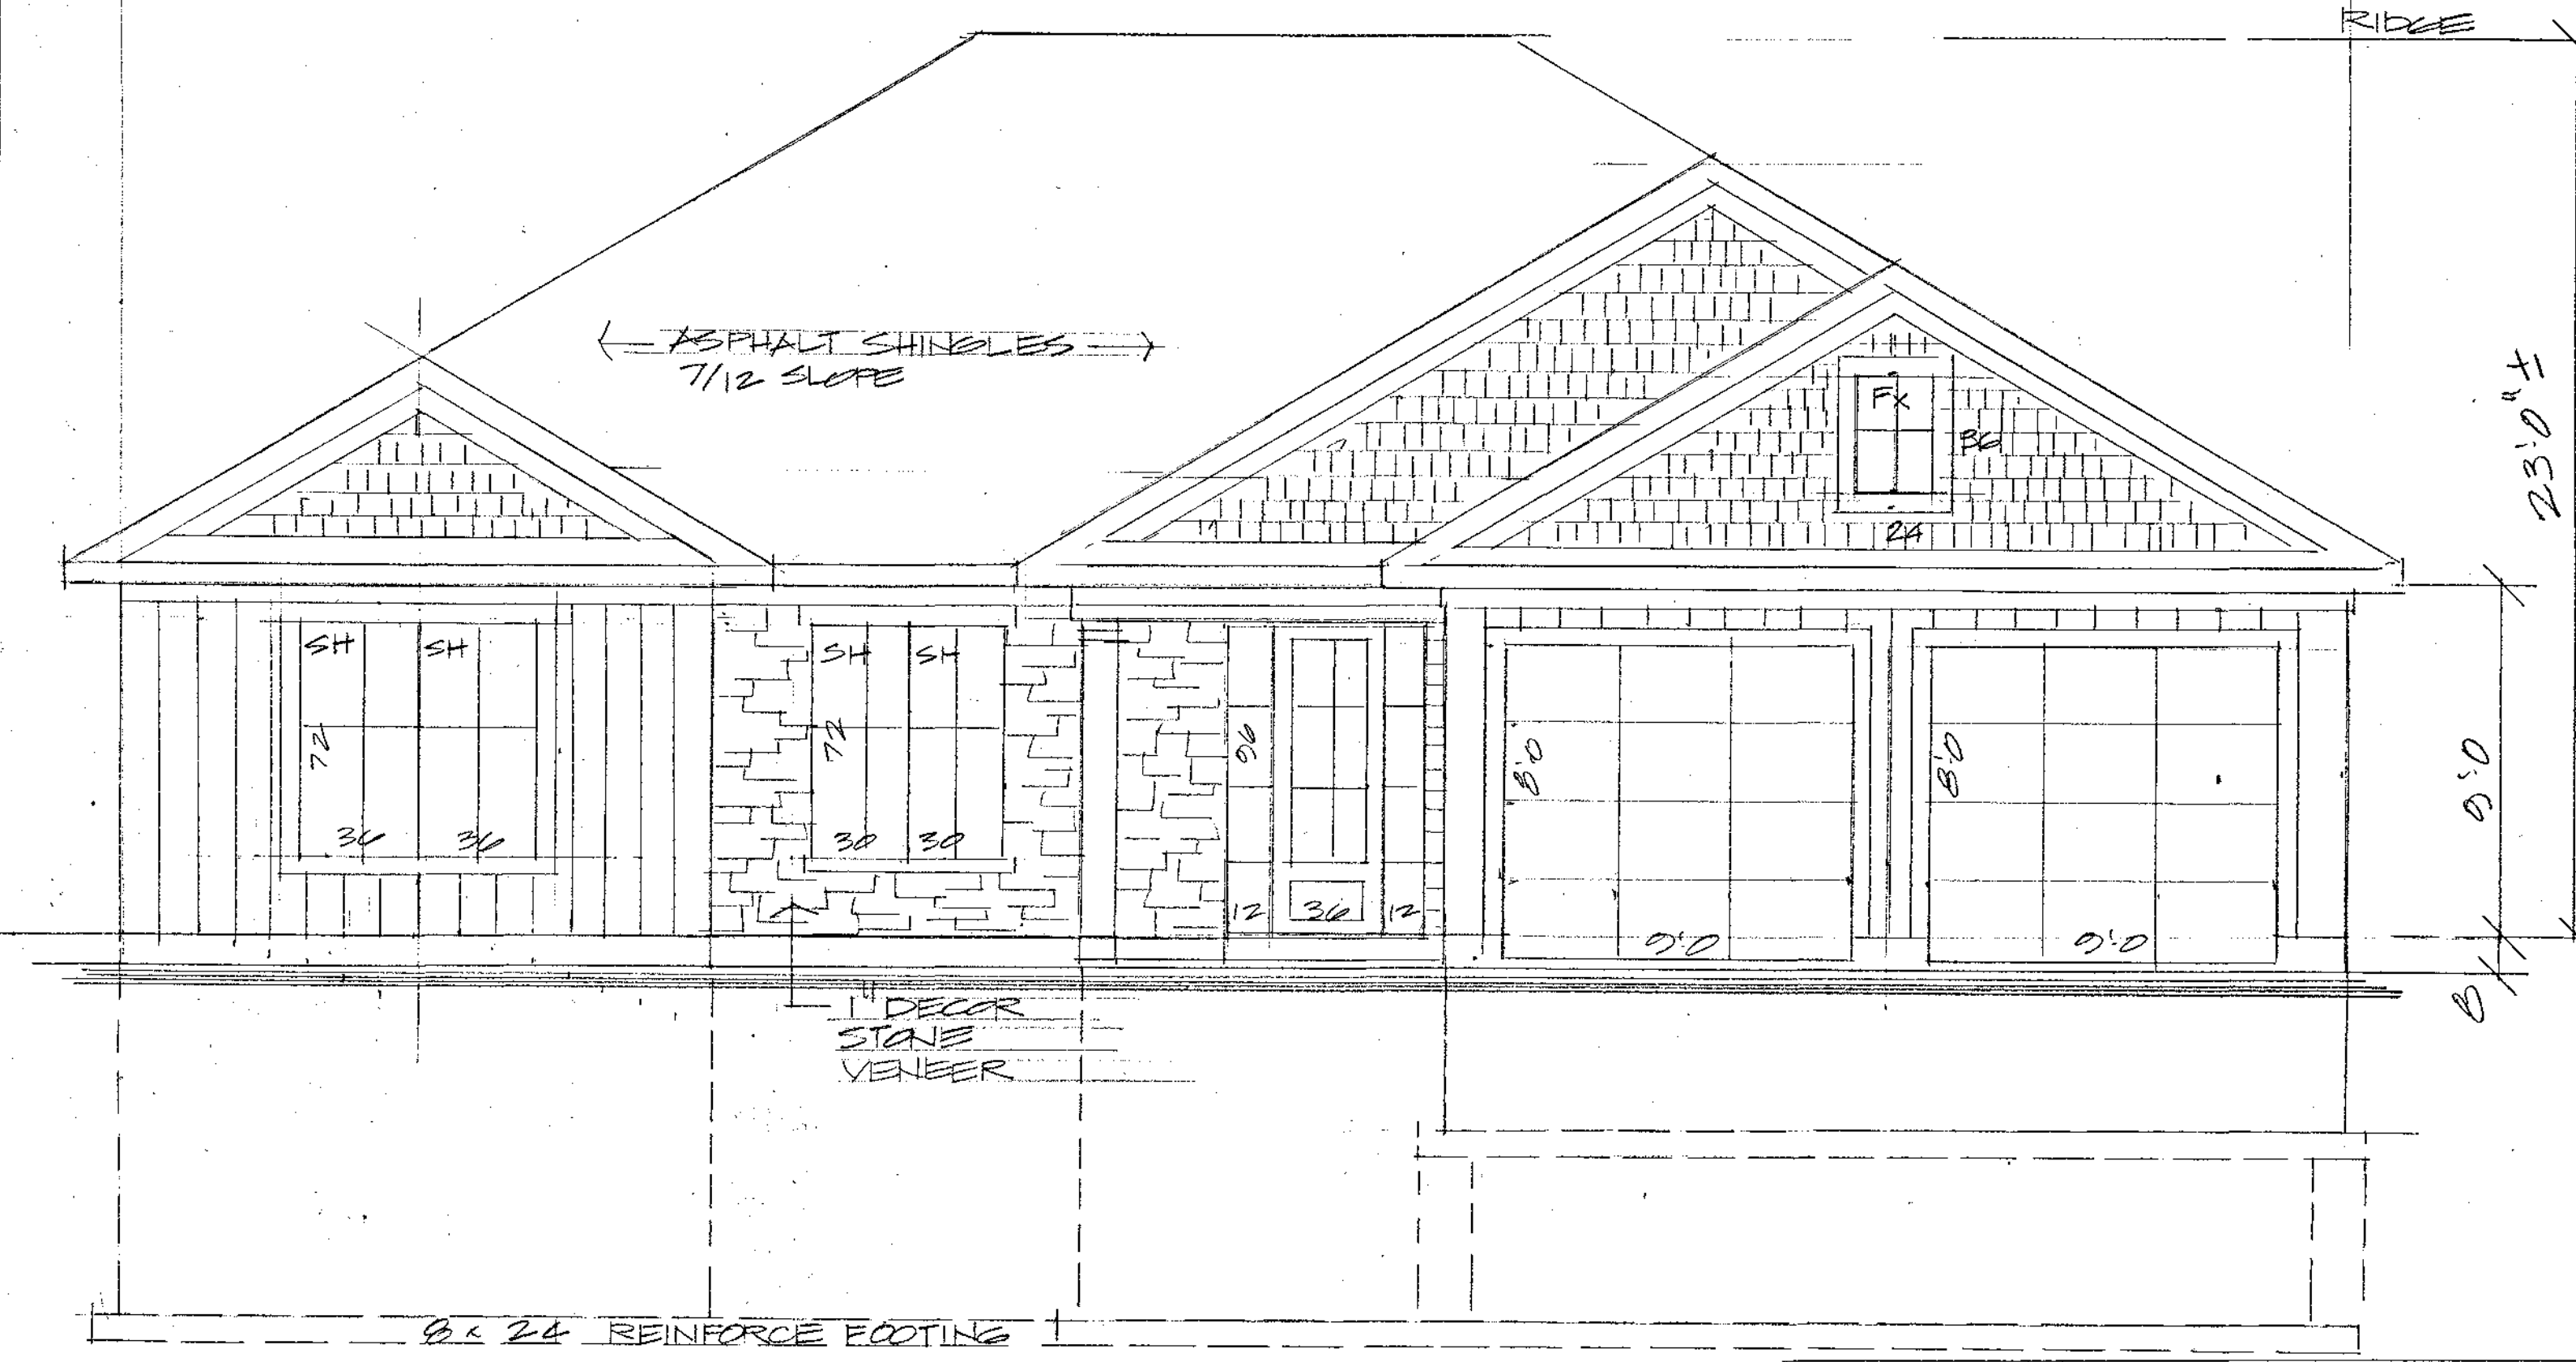 RIDGE
← ASPHALT SHINGLES →
7/12 SLOPE
FX
36
24
23'-0" ±
SH SH
72
36 36
SH SH
72
30 30
96
12 36 12
8'-0
9'-0
8'-0
9'-0
9'-0
8
1" DECOR
STONE
VENEER
8 x 24 REINFORCE FOOTING